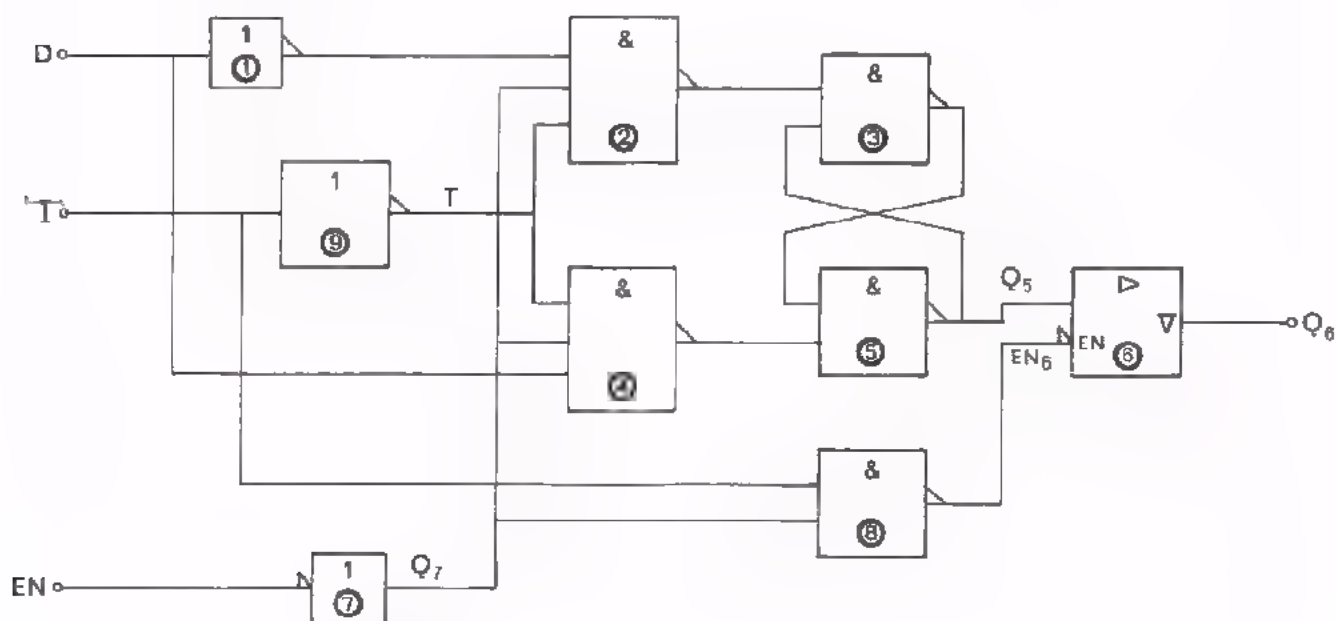 D
1
①
&
②
&
③
T̅
1
⑨
T
&
④
&
⑤
Q₅
▷
∇
EN
⑥
EN₆
Q₆
&
⑧
EN
1
⑦
Q₇